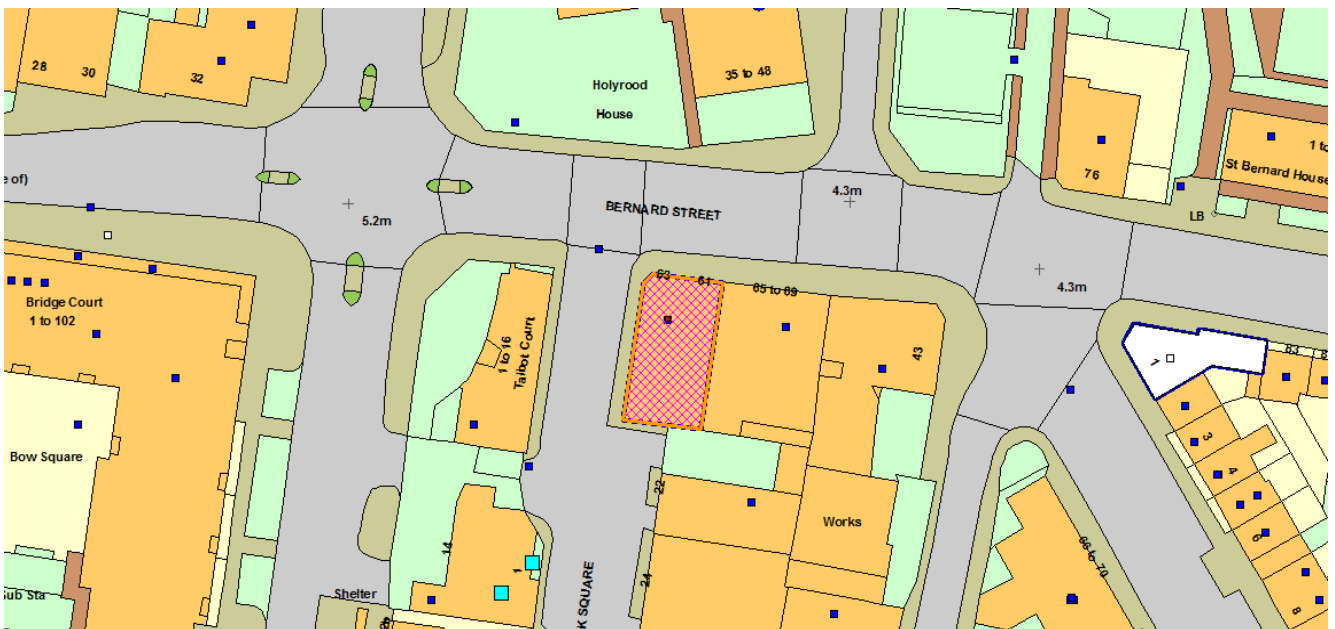 28
30
32
35 to 48
Holyrood
House
76
1 to
St Bernard House
e of)
5.2m
BERNARD STREET
4.3m
LB
4.3m
63
61
65 to 69
43
Bridge Court
1 to 102
1 to 16
Talbot Court
1
83
3
4
6
8
Bow Square
22
24
Works
14
1
66 to 70
Sub Sta
Shelter
K SQUARE